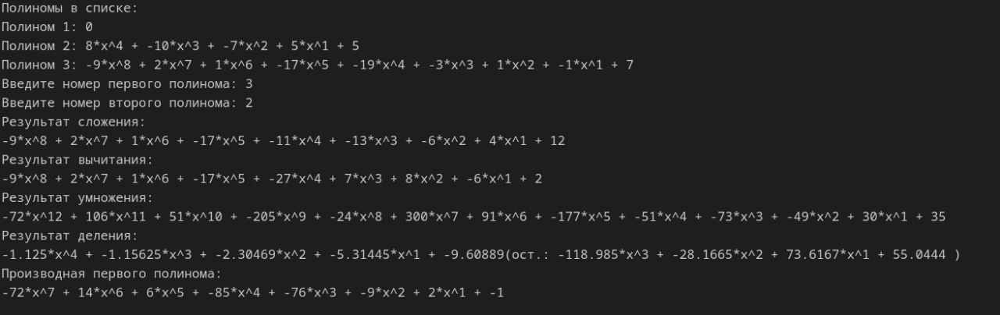 Полиномы в списке:
Полином 1: 0
Полином 2: 8*x^4 + -10*x^3 + -7*x^2 + 5*x^1 + 5
Полином 3: -9*x^8 + 2*x^7 + 1*x^6 + -17*x^5 + -19*x^4 + -3*x^3 + 1*x^2 + -1*x^1 + 7
Введите номер первого полинома: 3
Введите номер второго полинома: 2
Результат сложения:
-9*x^8 + 2*x^7 + 1*x^6 + -17*x^5 + -11*x^4 + -13*x^3 + -6*x^2 + 4*x^1 + 12
Результат вычитания:
-9*x^8 + 2*x^7 + 1*x^6 + -17*x^5 + -27*x^4 + 7*x^3 + 8*x^2 + -6*x^1 + 2
Результат умножения:
-72*x^12 + 106*x^11 + 51*x^10 + -205*x^9 + -24*x^8 + 300*x^7 + 91*x^6 + -177*x^5 + -51*x^4 + -73*x^3 + -49*x^2 + 30*x^1 + 35
Результат деления:
-1.125*x^4 + -1.15625*x^3 + -2.30469*x^2 + -5.31445*x^1 + -9.60889(ост.: -118.985*x^3 + -28.1665*x^2 + 73.6167*x^1 + 55.0444 )
Производная первого полинома:
-72*x^7 + 14*x^6 + 6*x^5 + -85*x^4 + -76*x^3 + -9*x^2 + 2*x^1 + -1